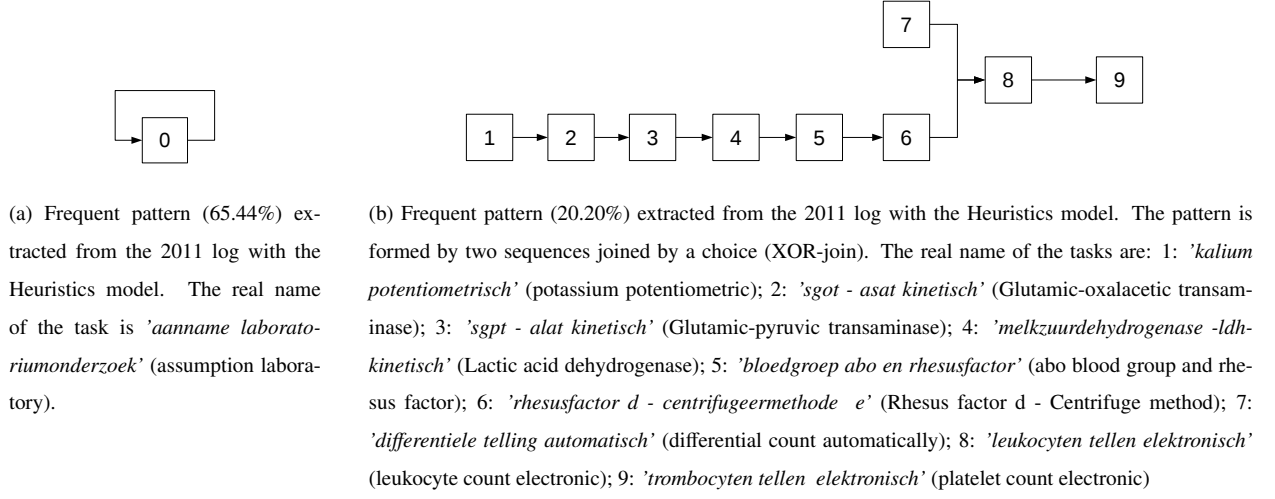 7
8
9
0
1
2
3
4
5
6
(a) Frequent pattern (65.44%) ex-
tracted from the 2011 log with the
Heuristics model. The real name
of the task is 'aanname laborato-
riumonderzoek' (assumption labora-
tory).
(b) Frequent pattern (20.20%) extracted from the 2011 log with the Heuristics model. The pattern is
formed by two sequences joined by a choice (XOR-join). The real name of the tasks are: 1: 'kalium
potentiometrisch' (potassium potentiometric); 2: 'sgot - asat kinetisch' (Glutamic-oxalacetic transam-
inase); 3: 'sgpt - alat kinetisch' (Glutamic-pyruvic transaminase); 4: 'melkzuurdehydrogenase -ldh-
kinetisch' (Lactic acid dehydrogenase); 5: 'bloedgroep abo en rhesusfactor' (abo blood group and rhe-
sus factor); 6: 'rhesusfactor d - centrifugeermethode e' (Rhesus factor d - Centrifuge method); 7:
'differentiele telling automatisch' (differential count automatically); 8: 'leukocyten tellen elektronisch'
(leukocyte count electronic); 9: 'trombocyten tellen elektronisch' (platelet count electronic)